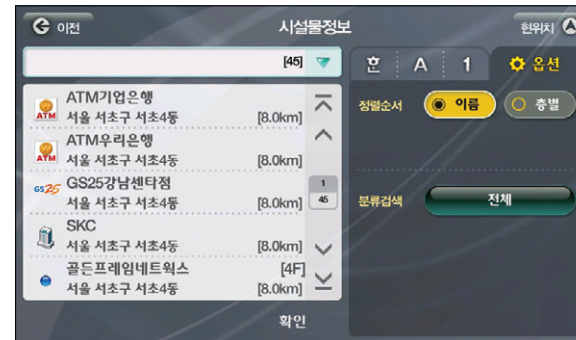 이전 시설물정보 현위치
[45] 훈 A 1 옵션
ATM기업은행
ATM 서울 서초구 서초4동 [8.0km]
정렬순서 이름 층별
ATM우리은행
ATM 서울 서초구 서초4동 [8.0km]
GS25강남센타점
GS25 서울 서초구 서초4동 [8.0km]
1
45
분류검색 전체
SKC
서울 서초구 서초4동 [8.0km]
골든프레임네트웍스 [4F]
서울 서초구 서초4동 [8.0km]
확인